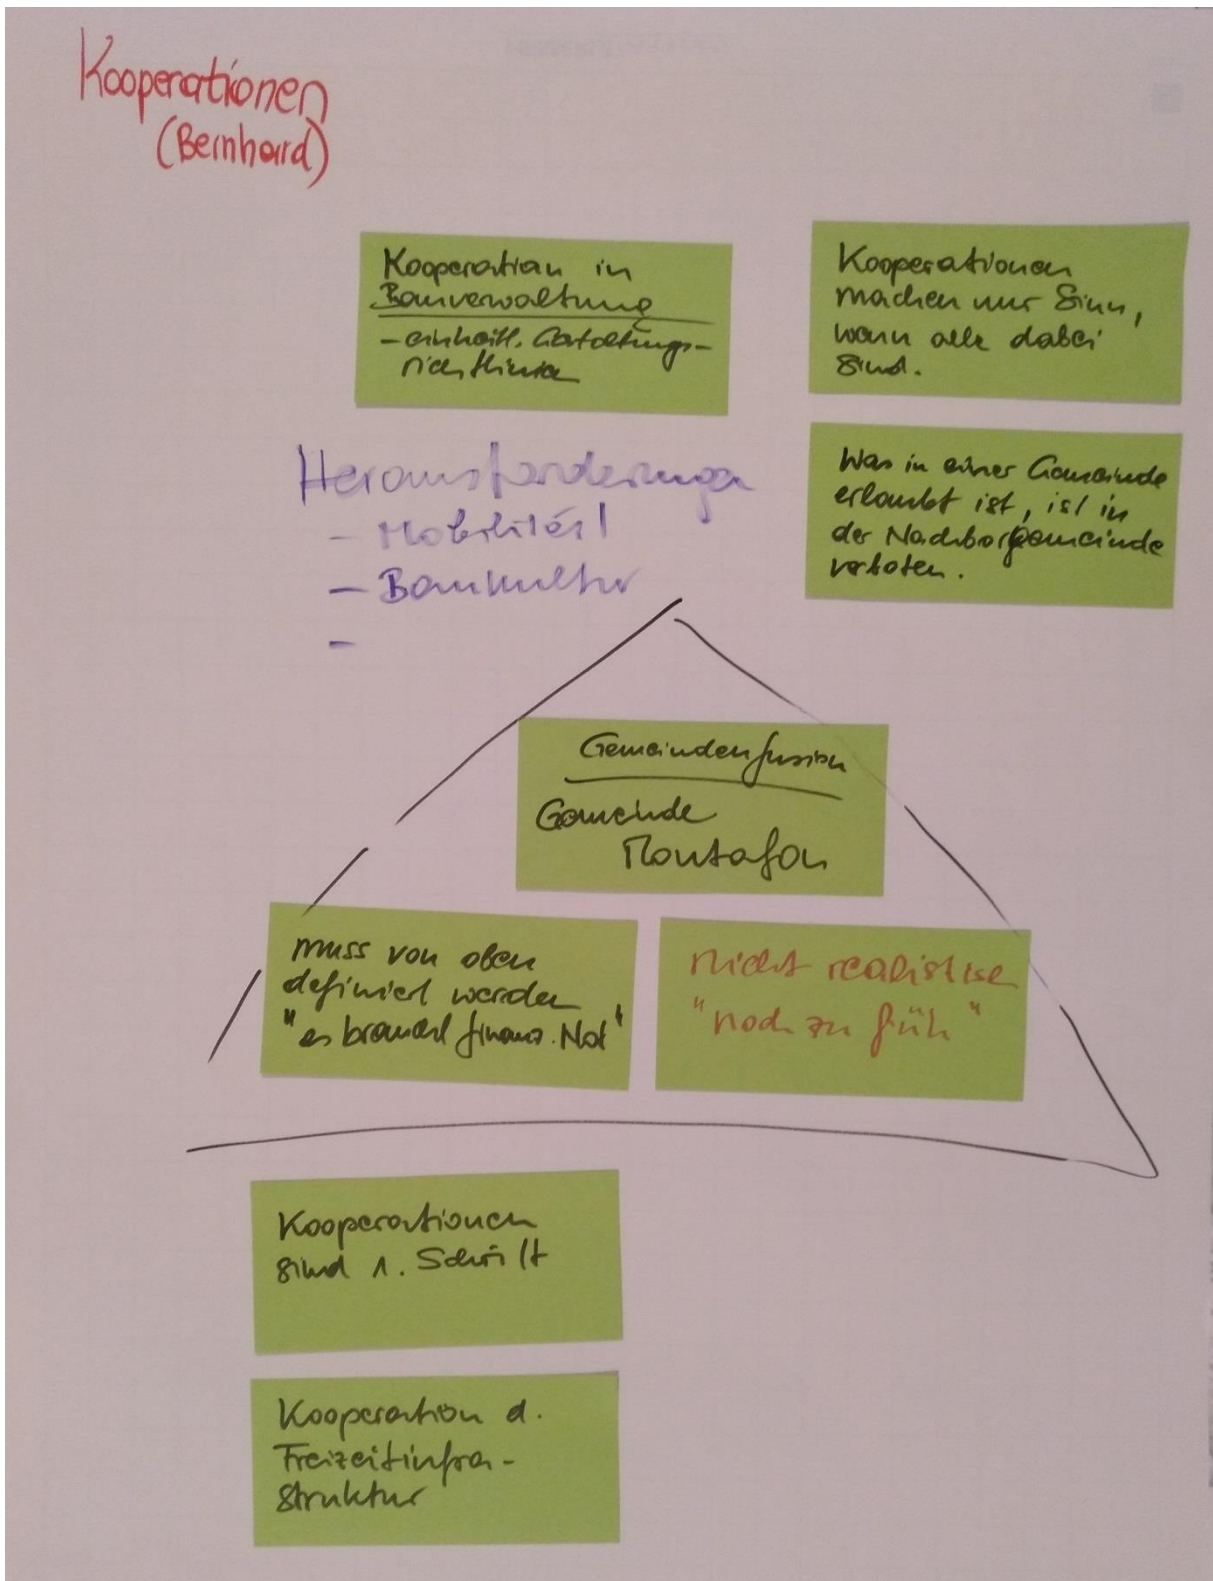 Kooperationen
(Bernhard)
Kooperation in
Bauverwaltung
- einheitl. Gestaltungs-
richtlinien
Kooperationen
machen nur Sinn,
wenn alle dabei
sind.
Was in einer Gemeinde
erlaubt ist, ist in
der Nachbargemeinde
verboten.
Herausforderungen
- Mobilität
- Baukultur
-
Gemeindenfusion
Gemeinde
Montafon
muss von oben
definiert werden
"es braucht finanz. Not"
nicht realistisch
"noch zu früh"
Kooperationen
sind 1. Schritt
Kooperation d.
Freizeitinfra-
struktur